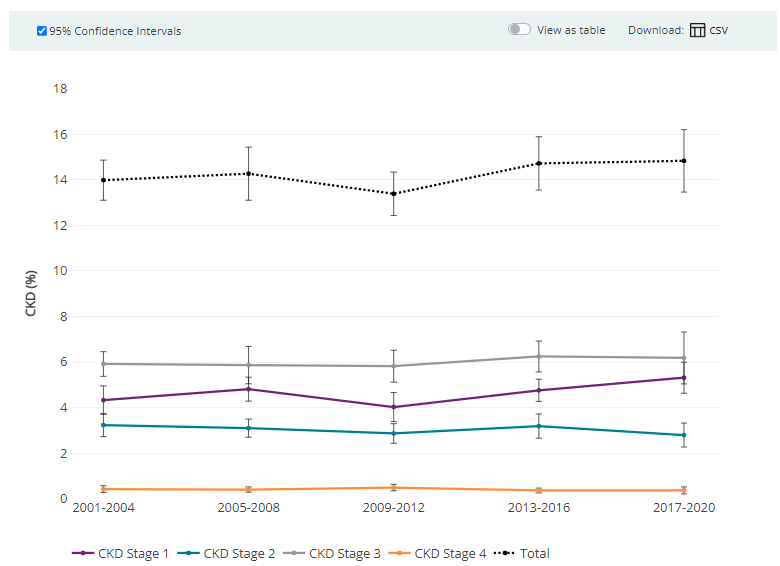 95% Confidence Intervals View as table Download: CSV
18
16
14
12
10
8
6
4
2
0
CKD (%)
2001-2004 2005-2008 2009-2012 2013-2016 2017-2020
CKD Stage 1 CKD Stage 2 CKD Stage 3 CKD Stage 4 Total